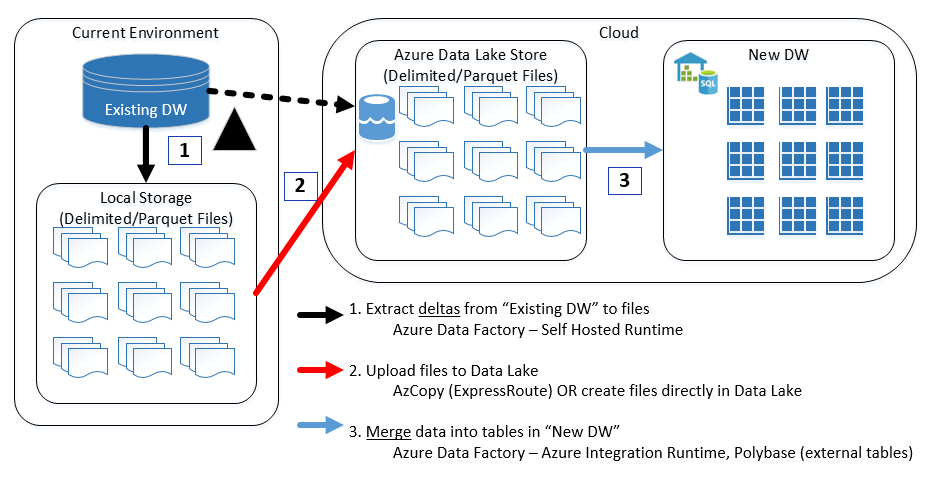 Current Environment
Existing DW
1
Local Storage
(Delimited/Parquet Files)
2
Cloud
Azure Data Lake Store
(Delimited/Parquet Files)
3
New DW
SQL
1. Extract deltas from “Existing DW” to files
Azure Data Factory – Self Hosted Runtime
2. Upload files to Data Lake
AzCopy (ExpressRoute) OR create files directly in Data Lake
3. Merge data into tables in “New DW”
Azure Data Factory – Azure Integration Runtime, Polybase (external tables)